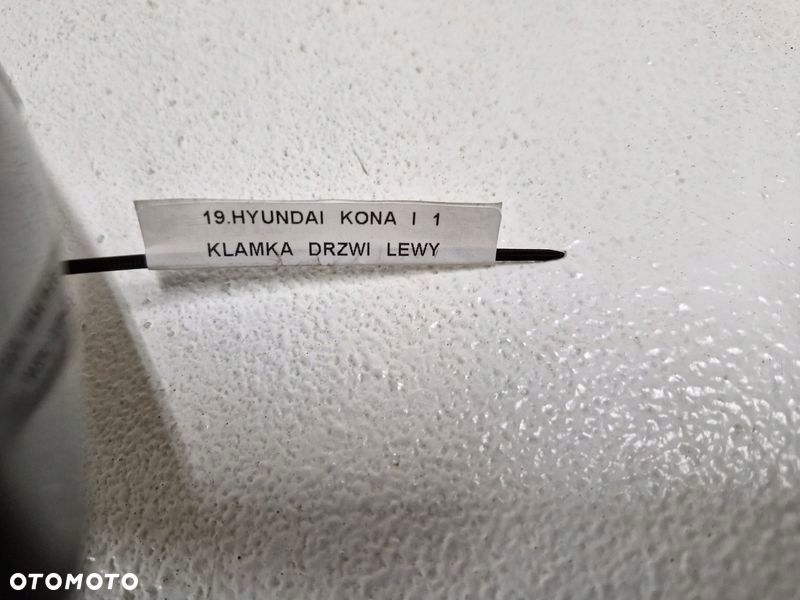 19.HYUNDAI KONA I 1
KLAMKA DRZWI LEWY
OTOMOTO